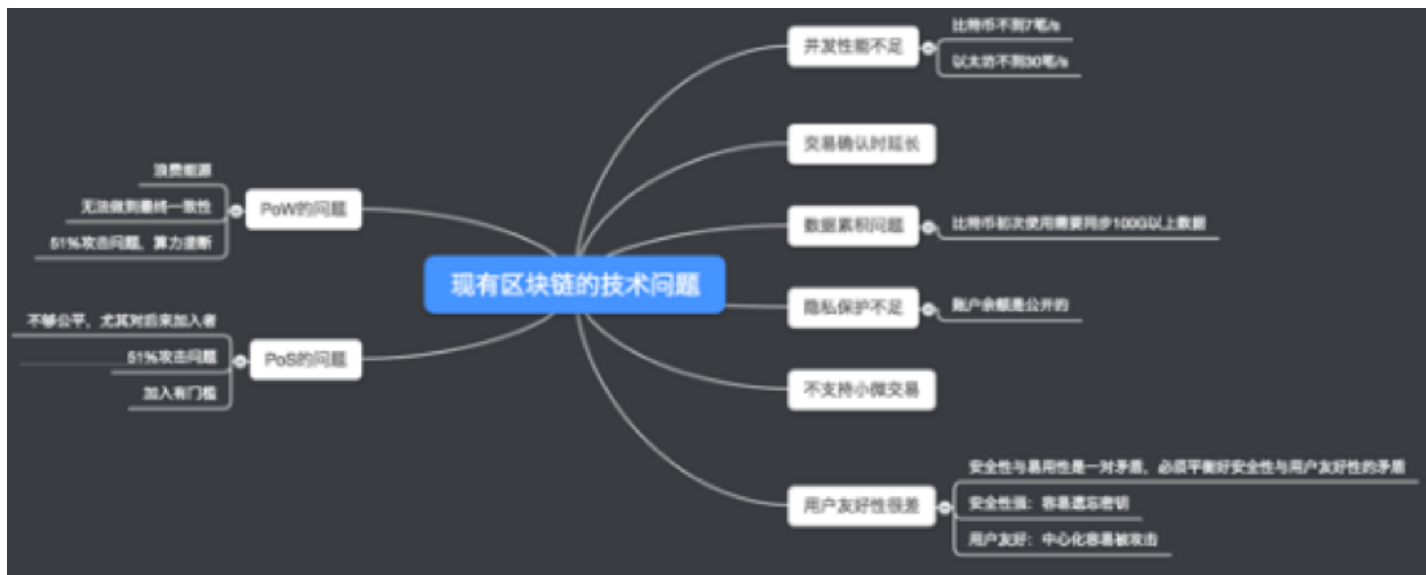 现有区块链的技术问题
并发性能不足
比特币不到7笔/s
以太坊不到30笔/s
交易确认时延长
数据累积问题
比特币初次使用需要同步100G以上数据
隐私保护不足
账户余额是公开的
不支持小微交易
用户友好性很差
安全性与易用性是一对矛盾，必须平衡好安全性与用户友好性的矛盾
安全性强：容易遗忘密钥
用户友好：中心化容易被攻击
PoW的问题
浪费能源
无法做到最终一致性
51%攻击问题，算力垄断
PoS的问题
不够公平，尤其对后来加入者
51%攻击问题
加入有门槛